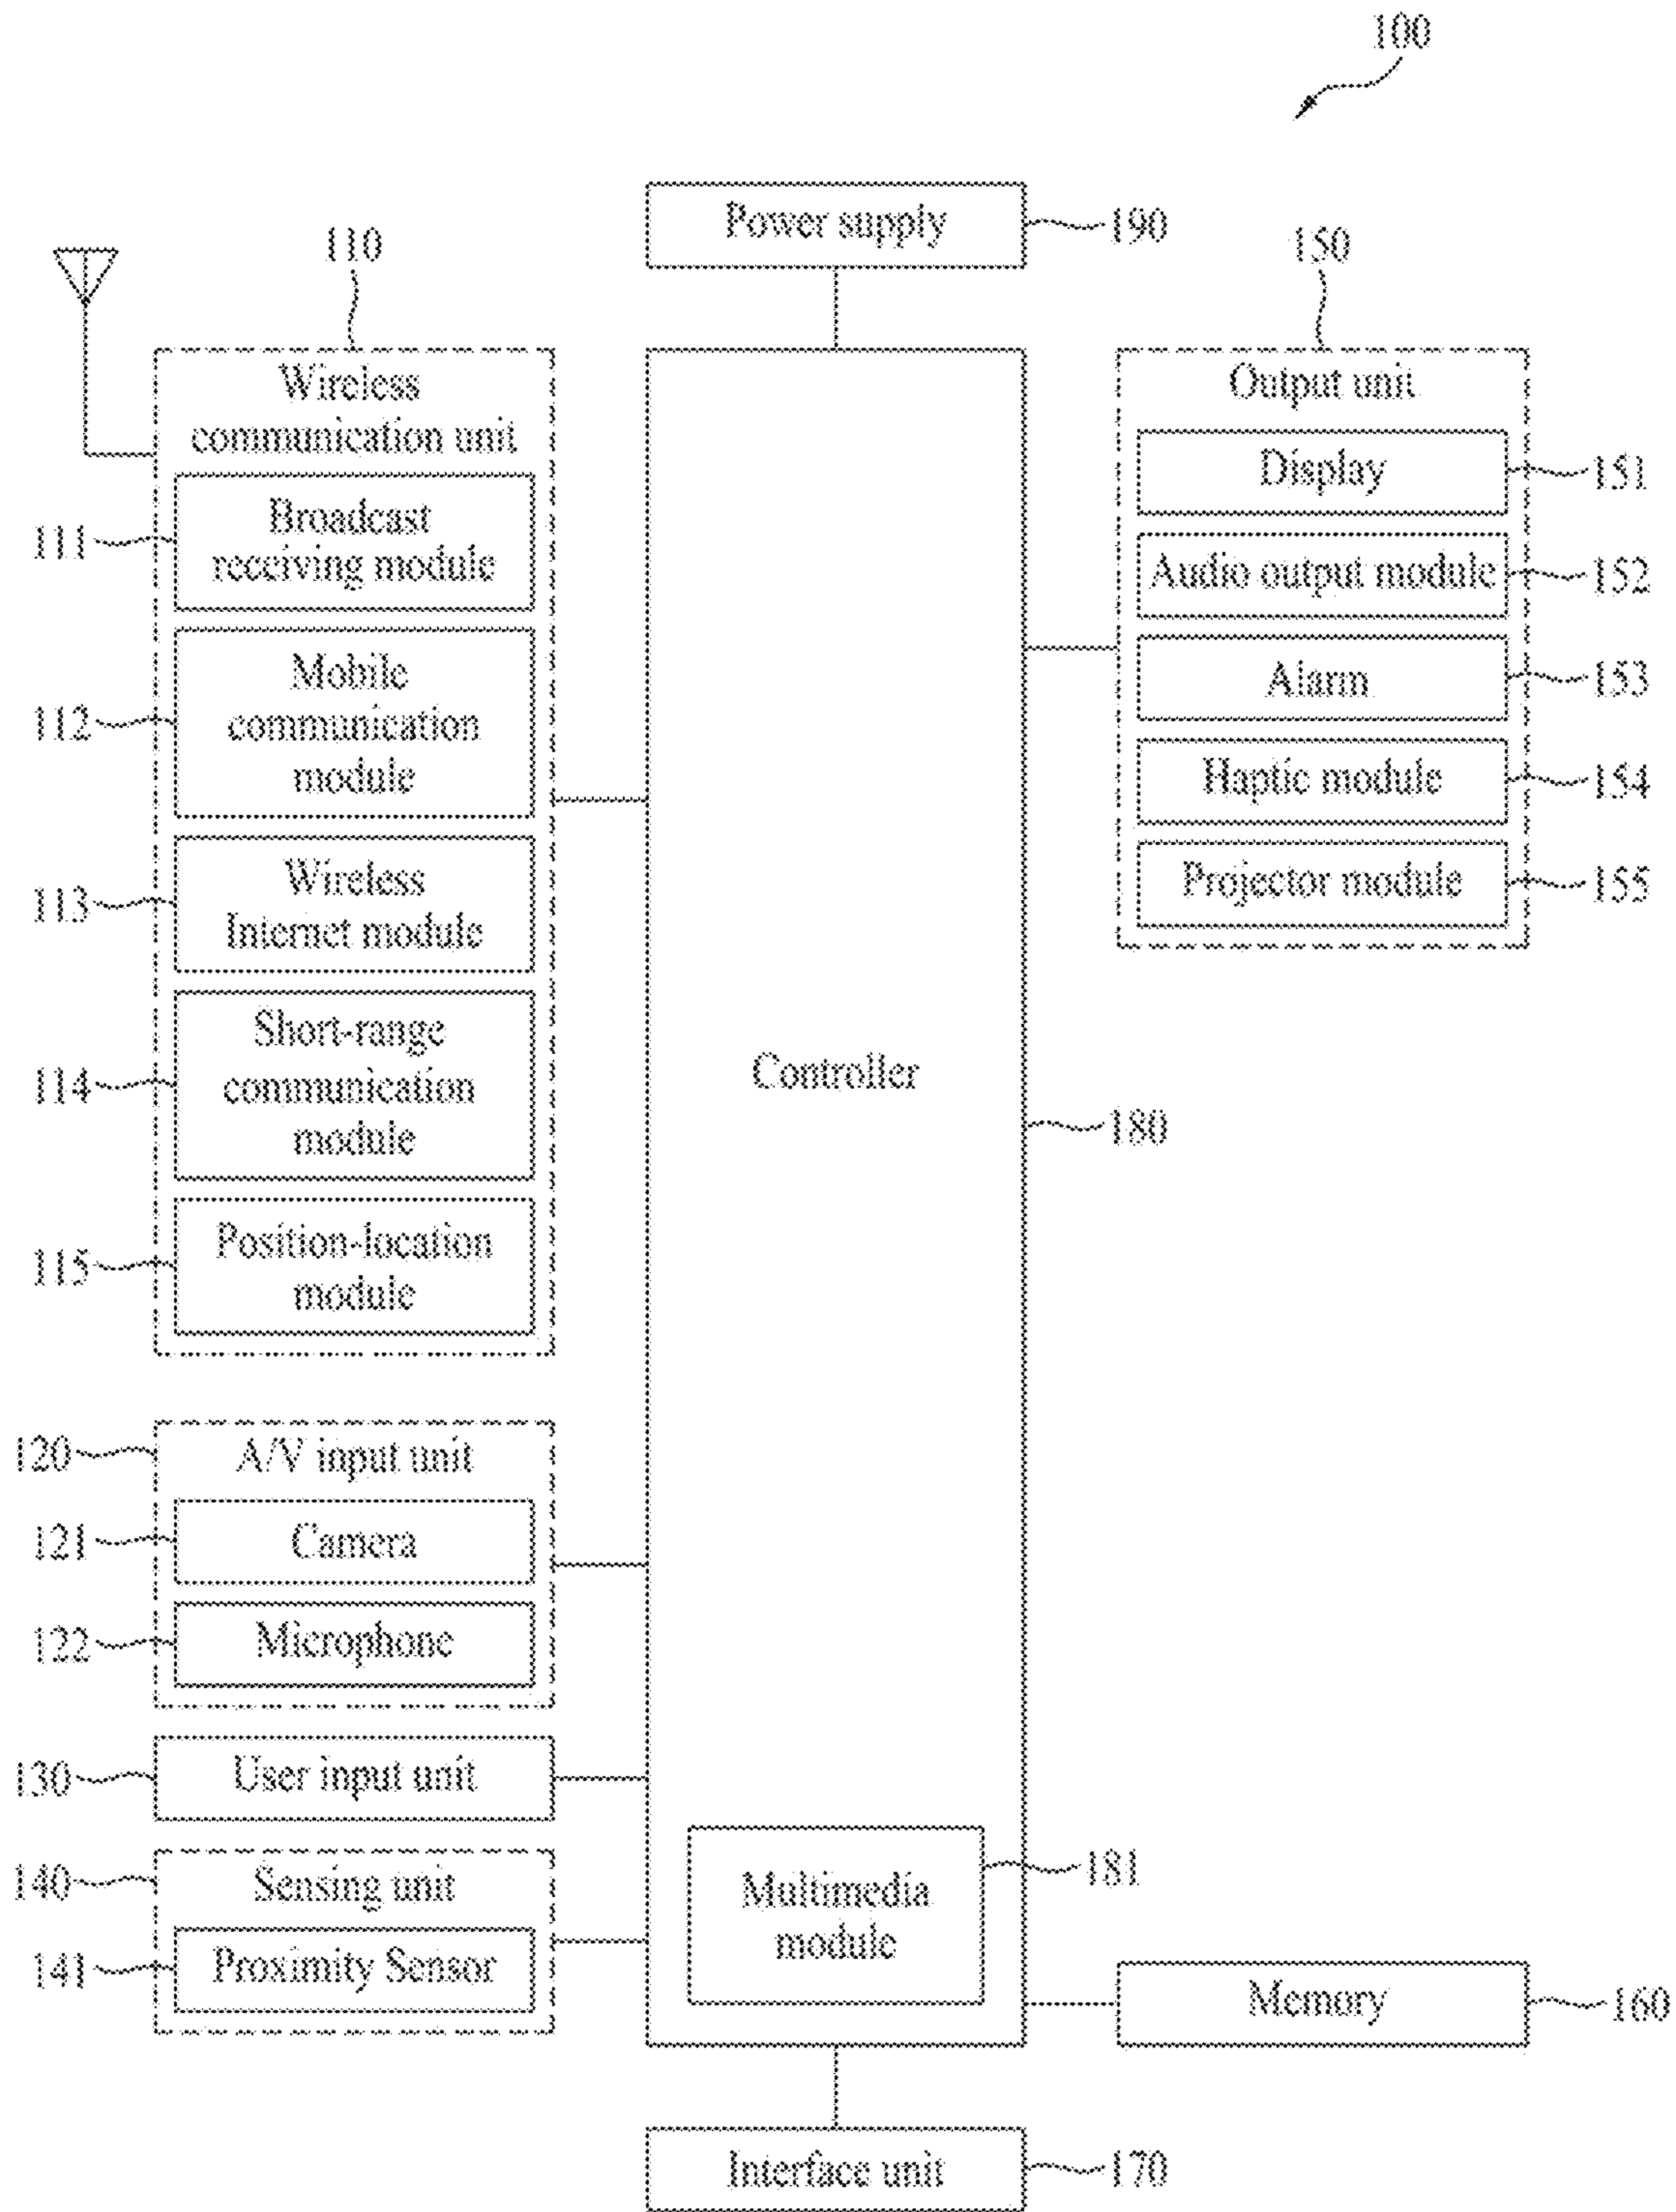 100
Power supply
190
110
Wireless
communication unit
Broadcast
receiving module
111
Mobile
communication
module
112
Wireless
Internet module
113
Short-range
communication
module
114
Position-location
module
115
120
A/V input unit
Camera
121
Microphone
122
130
User input unit
140
Sensing unit
Proximity Sensor
141
Controller
180
Multimedia
module
181
150
Output unit
Display
151
Audio output module
152
Alarm
153
Haptic module
154
Projector module
155
Memory
160
Interface unit
170